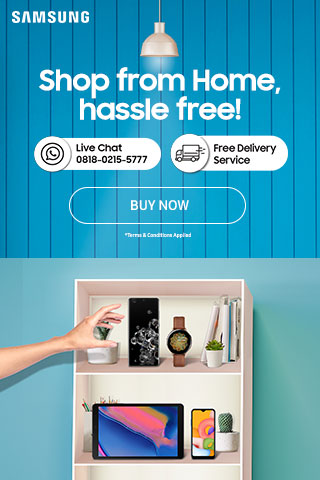 SAMSUNG
Shop from Home,
hassle free!
Live Chat
0818-0215-5777
Free Delivery
Service
BUY NOW
*Terms & Conditions Applied